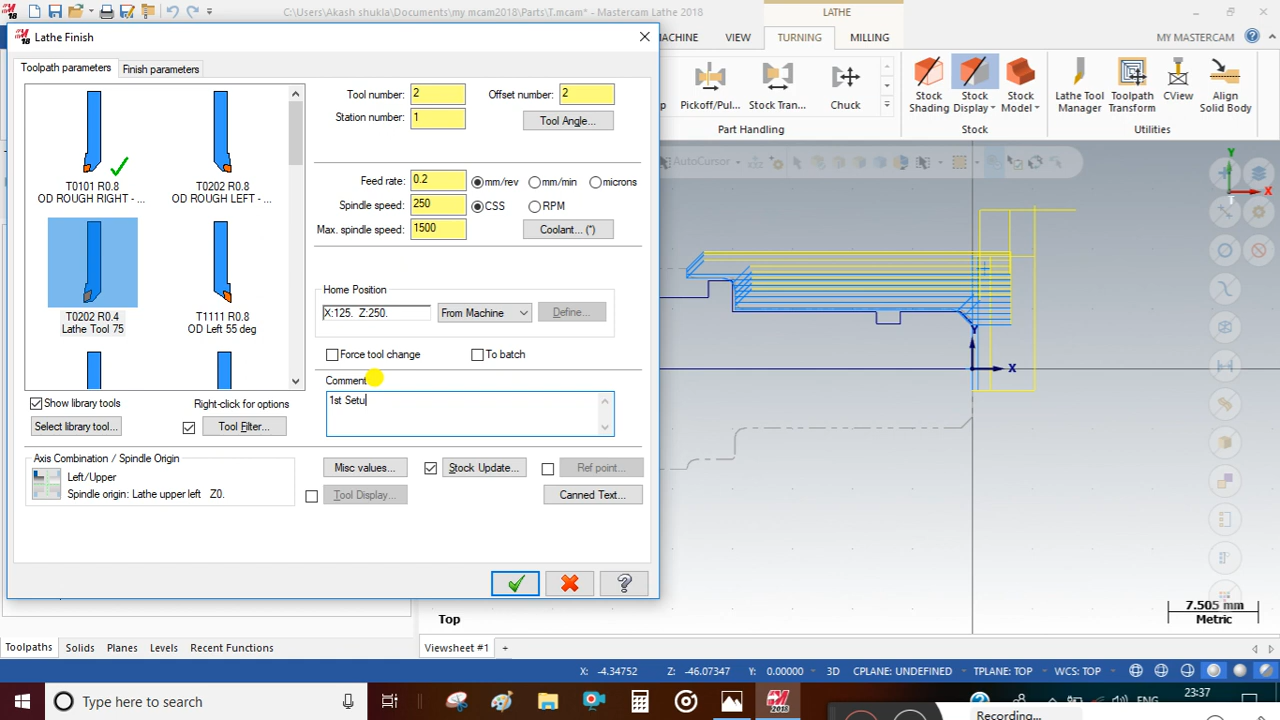 C:\Users\Akash shukla\Documents\my mcam2018\Parts\T.mcam* - Mastercam Lathe 2018
LATHE
Lathe Finish
MACHINE
VIEW
TURNING
MILLING
MY MASTERCAM
Toolpath parameters
Finish parameters
Pickoff/Pul...
Stock Tran...
Chuck
Part Handling
Stock Shading
Stock Display
Stock Model
Stock
Lathe Tool Manager
Toolpath Transform
CView
Align Solid Body
Utilities
AutoCursor
T0101 R0.8
OD ROUGH RIGHT - ...
T0202 R0.8
OD ROUGH LEFT - ...
T0202 R0.4
Lathe Tool 75
T1111 R0.8
OD Left 55 deg
Show library tools
Right-click for options
Select library tool...
Tool Filter...
Axis Combination / Spindle Origin
Left/Upper
Spindle origin: Lathe upper left Z0.
Tool number: 2
Offset number: 2
Station number: 1
Tool Angle...
Feed rate: 0.2
mm/rev
mm/min
microns
Spindle speed: 250
CSS
RPM
Max. spindle speed: 1500
Coolant... (*)
Home Position
X:125. Z:250.
From Machine
Define...
Force tool change
To batch
Comment
1st Setu
Misc values...
Stock Update...
Ref point...
Tool Display...
Canned Text...
Y
X
Y
X
7.505 mm
Metric
Top
Toolpaths
Solids
Planes
Levels
Recent Functions
Viewsheet #1
+
X: -4.34752
Z: -46.07347
Y: 0.00000
3D
CPLANE: UNDEFINED
TPLANE: TOP
WCS: TOP
Type here to search
2018
ENG
23:37
Recording...